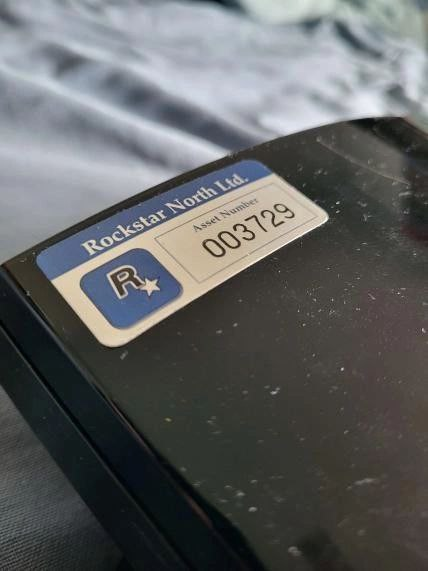 Rockstar North Ltd.
Asset Number
003729
R